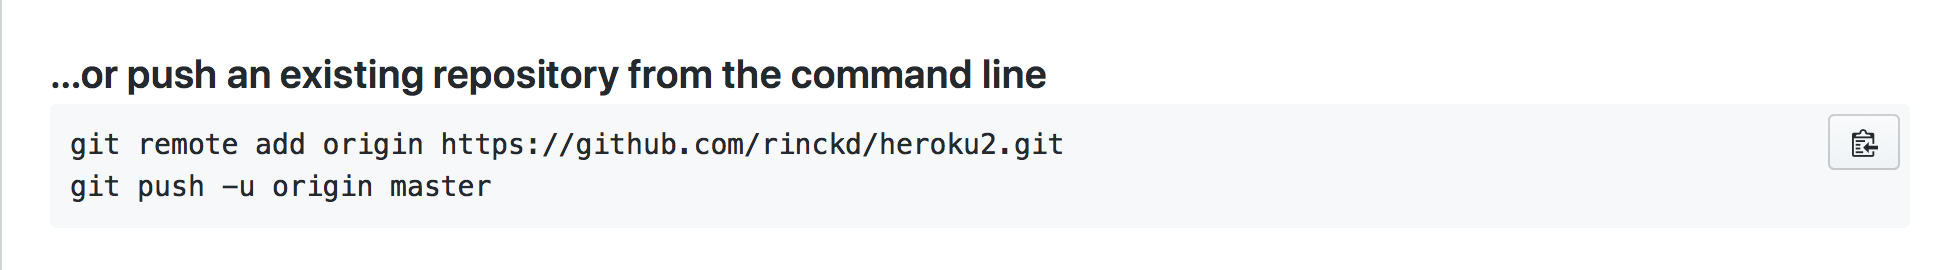 ...or push an existing repository from the command line
git remote add origin https://github.com/rinckd/heroku2.git
git push -u origin master